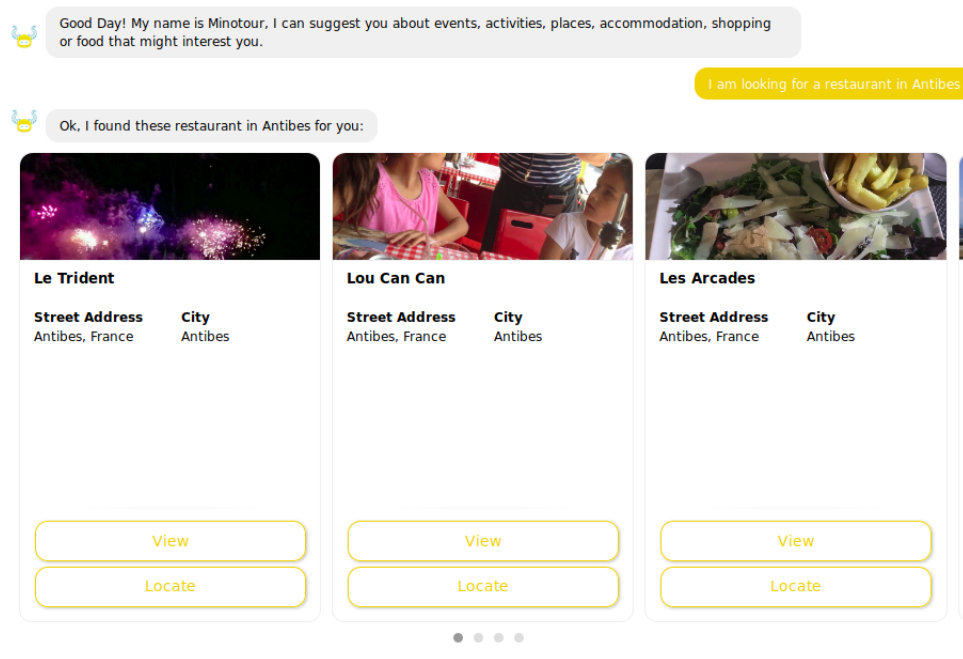 Good Day! My name is Minotour, I can suggest you about events, activities, places, accommodation, shopping
or food that might interest you.
I am looking for a restaurant in Antibes
Ok, I found these restaurant in Antibes for you:
Le Trident
Street Address City
Antibes, France Antibes
View
Locate
Lou Can Can
Street Address City
Antibes, France Antibes
View
Locate
Les Arcades
Street Address City
Antibes, France Antibes
View
Locate